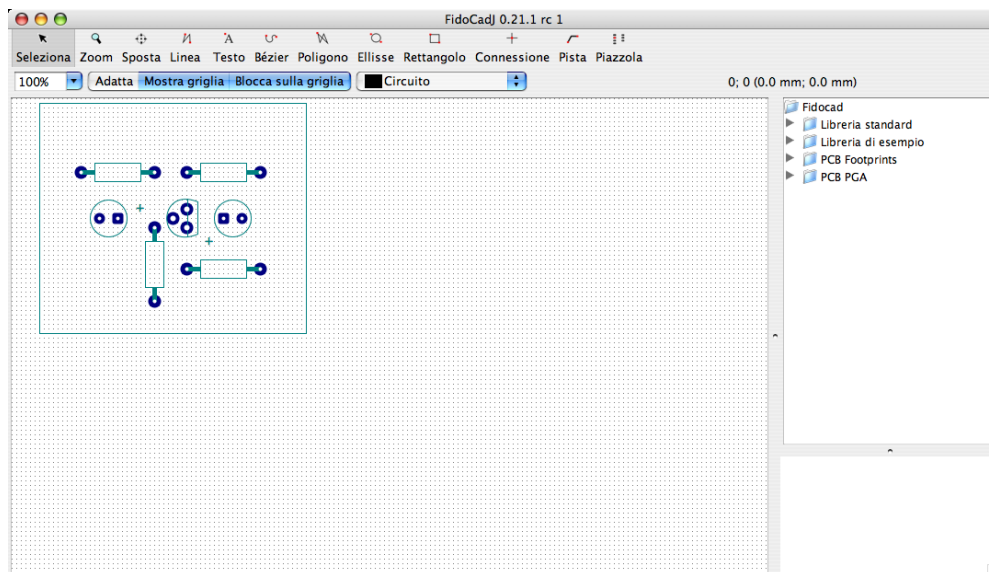 FidoCadJ 0.21.1 rc 1
Seleziona Zoom Sposta Linea Testo Bézier Poligono Ellisse Rettangolo Connessione Pista Piazzola
100% Adatta Mostra griglia Blocca sulla griglia Circuito 0; 0 (0.0 mm; 0.0 mm)
Fidocad
Libreria standard
Libreria di esempio
PCB Footprints
PCB PGA